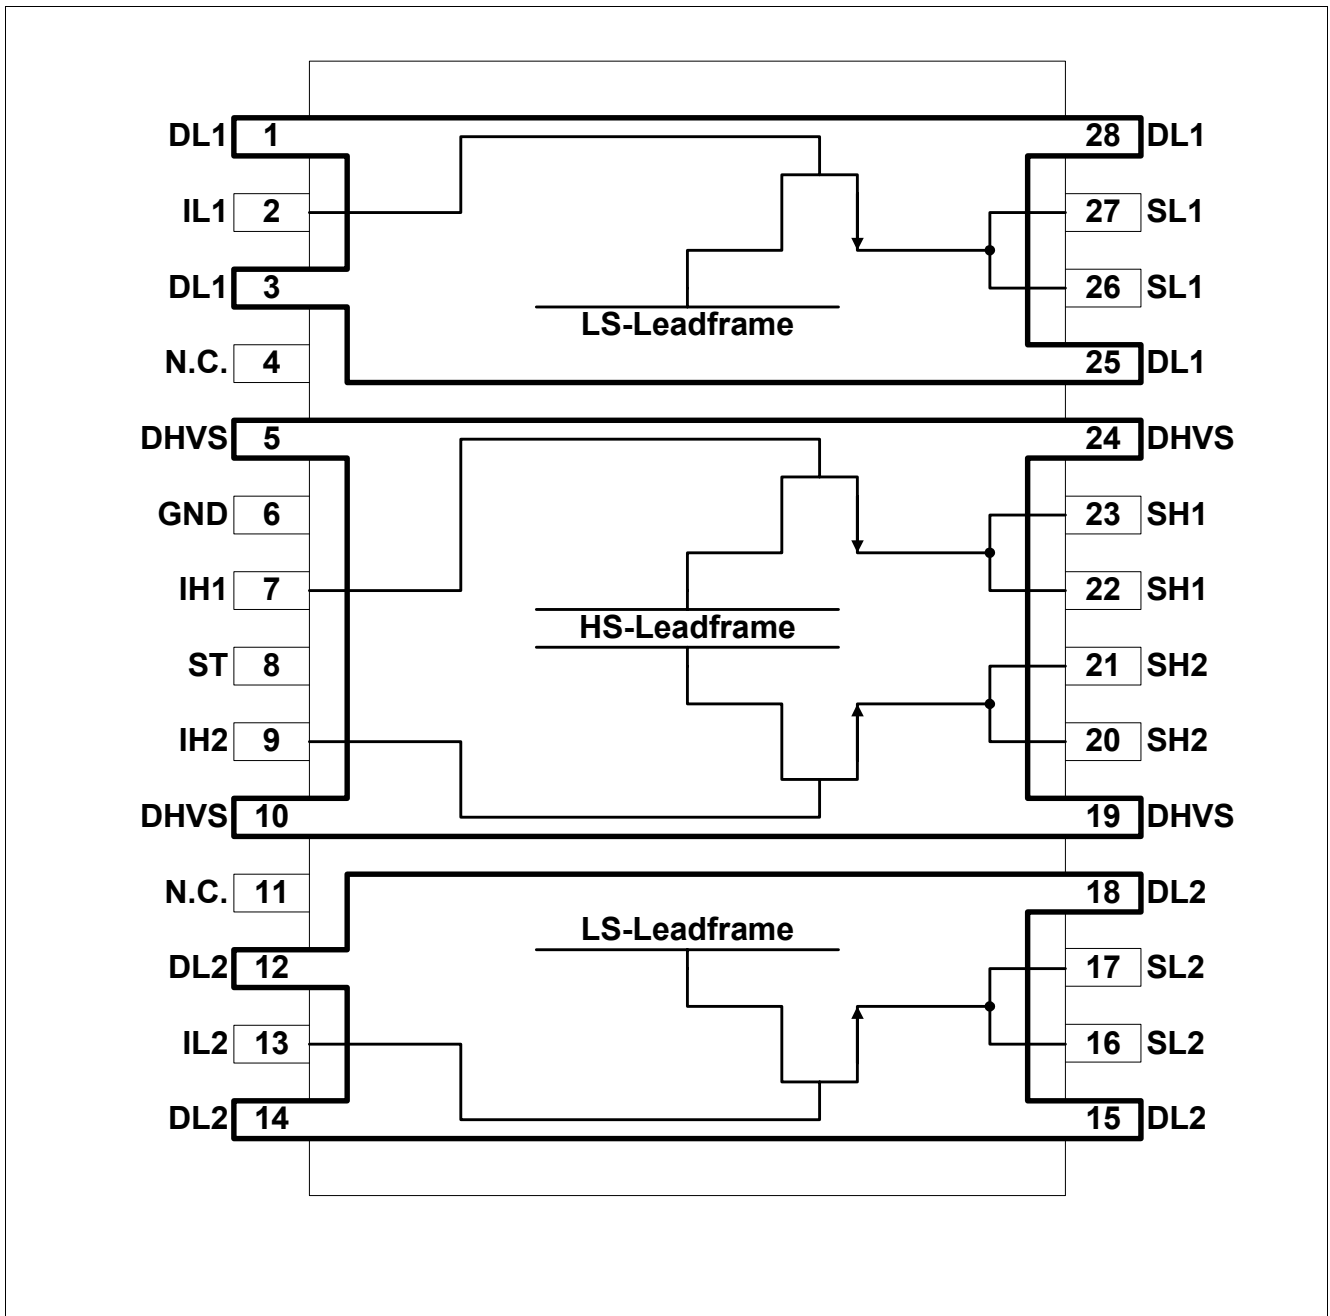 DL1 1 28 DL1
IL1 2 27 SL1
DL1 3 26 SL1
LS-Leadframe
N.C. 4 25 DL1
DHVS 5 24 DHVS
GND 6 23 SH1
IH1 7 22 SH1
HS-Leadframe
ST 8 21 SH2
IH2 9 20 SH2
DHVS 10 19 DHVS
N.C. 11 18 DL2
LS-Leadframe
DL2 12 17 SL2
IL2 13 16 SL2
DL2 14 15 DL2